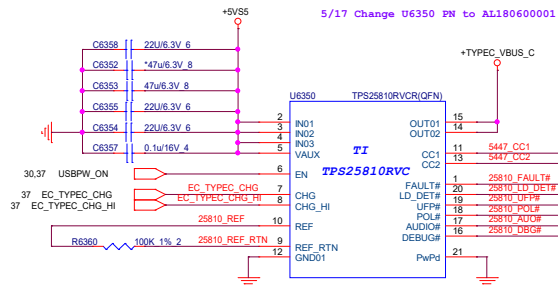 5/17 Change U6350 PN to AL180600001
+5VS5
+TYPEC_VBUS_C
C6358 22U/6.3V_6
C6352 *47u/6.3V_8
C6353 47u/6.3V_8
C6355 22U/6.3V_6
C6354 22U/6.3V_6
C6357 0.1u/16V_4
U6350 TPS25810RVCR(QFN)
2 IN01
3 IN02
4 IN03
5 VAUX
OUT01 15
OUT02 14
TI
TPS25810RVC
CC1 11 5447_CC1
CC2 13 5447_CC2
30,37 USBPW_ON 6 EN
FAULT# 1 25810_FAULT#
LD_DET# 20 25810_LD_DET#
37 EC_TYPEC_CHG EC_TYPEC_CHG 7 CHG
UFP# 19 25810_UFP#
37 EC_TYPEC_CHG_HI EC_TYPEC_CHG_HI 8 CHG_HI
POL# 18 25810_POL#
25810_REF 10 REF
AUDIO# 17 25810_AUO#
DEBUG# 16 25810_DBG#
R6360 100K_1%_2 25810_REF_RTN 9 REF_RTN
12 GND01
PwPd 21